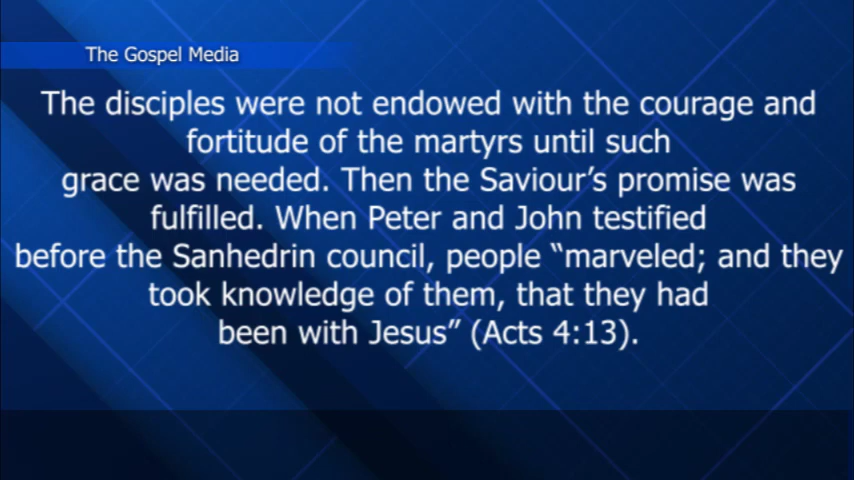 The Gospel Media
The disciples were not endowed with the courage and
fortitude of the martyrs until such
grace was needed. Then the Saviour’s promise was
fulfilled. When Peter and John testified
before the Sanhedrin council, people “marveled; and they
took knowledge of them, that they had
been with Jesus” (Acts 4:13).